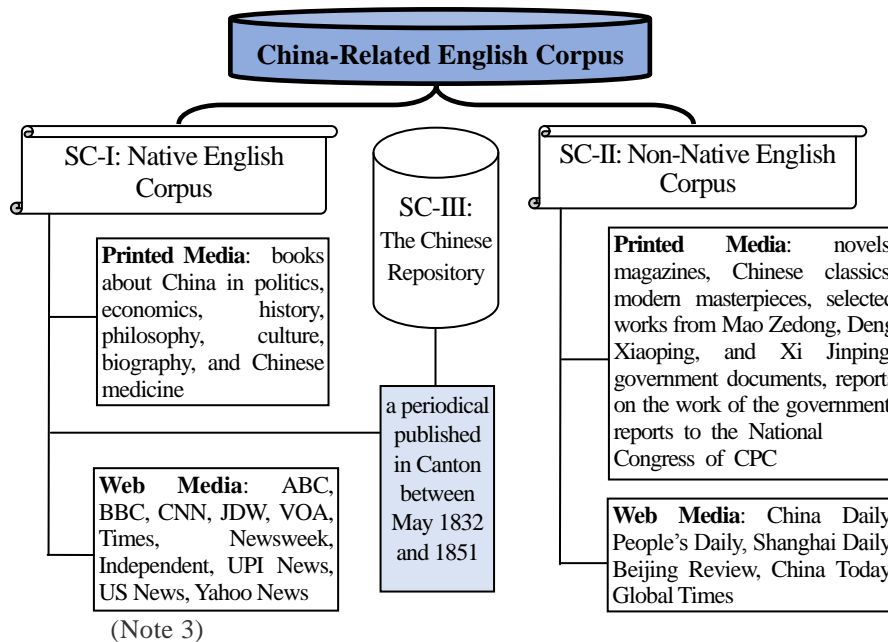 China-Related English Corpus
SC-I: Native English
Corpus
SC-III:
The Chinese
Repository
SC-II: Non-Native English
Corpus
Printed Media: books
about China in politics,
economics, history,
philosophy, culture,
biography, and Chinese
medicine
Web Media: ABC,
BBC, CNN, JDW, VOA,
Times, Newsweek,
Independent, UPI News,
US News, Yahoo News
(Note 3)
a periodical
published
in Canton
between
May 1832
and 1851
Printed Media: novels
magazines, Chinese classics
modern masterpieces, selected
works from Mao Zedong, Deng
Xiaoping, and Xi Jinping
government documents, report
on the work of the government
reports to the National
Congress of CPC
Web Media: China Daily
People's Daily, Shanghai Daily
Beijing Review, China Today
Global Times